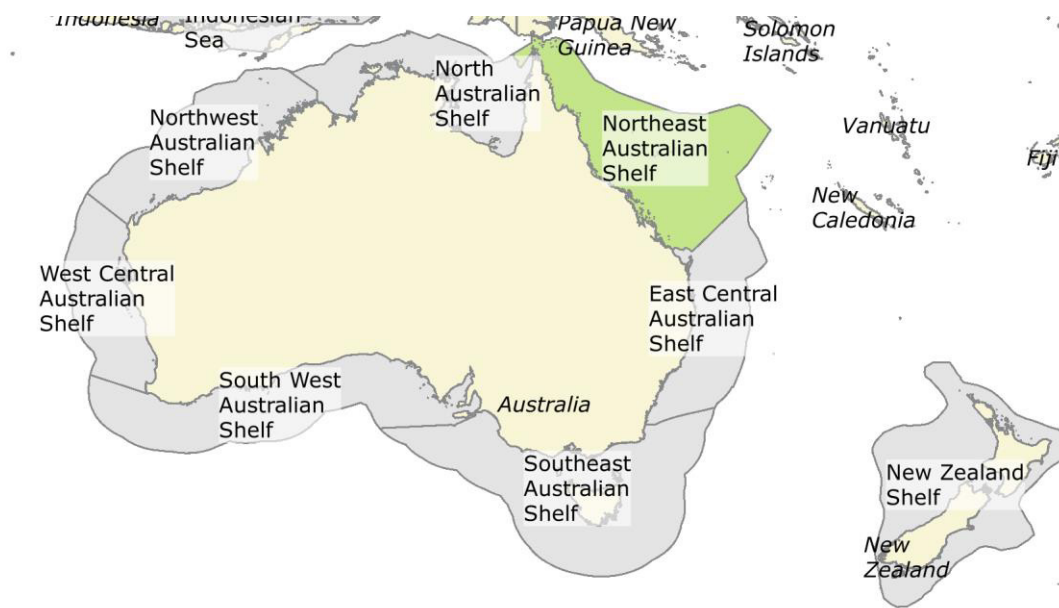 Indonesia
Indonesian
Sea
Papua New
Guinea
Solomon
Islands
North
Australian
Shelf
Northwest
Australian
Shelf
Northeast
Australian
Shelf
Vanuatu
Fiji
New
Caledonia
West Central
Australian
Shelf
East Central
Australian
Shelf
South West
Australian
Shelf
Australia
Southeast
Australian
Shelf
New Zealand
Shelf
New
Zealand